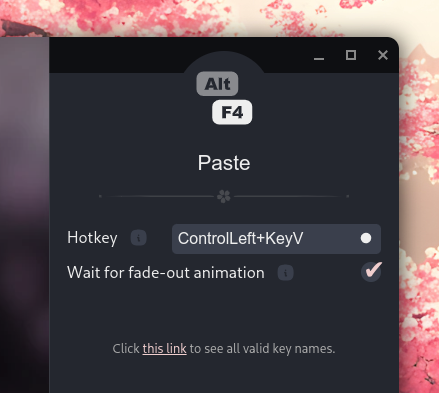 Alt
F4
Paste
Hotkey i ControlLeft+KeyV
Wait for fade-out animation i
Click this link to see all valid key names.